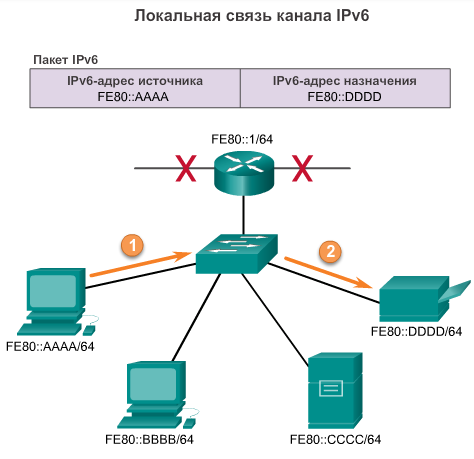 Локальная связь канала IPv6
Пакет IPv6
IPv6-адрес источника
FE80::AAAA
IPv6-адрес назначения
FE80::DDDD
FE80::1/64
1
2
FE80::AAAA/64
FE80::DDDD/64
FE80::BBBB/64
FE80::CCCC/64